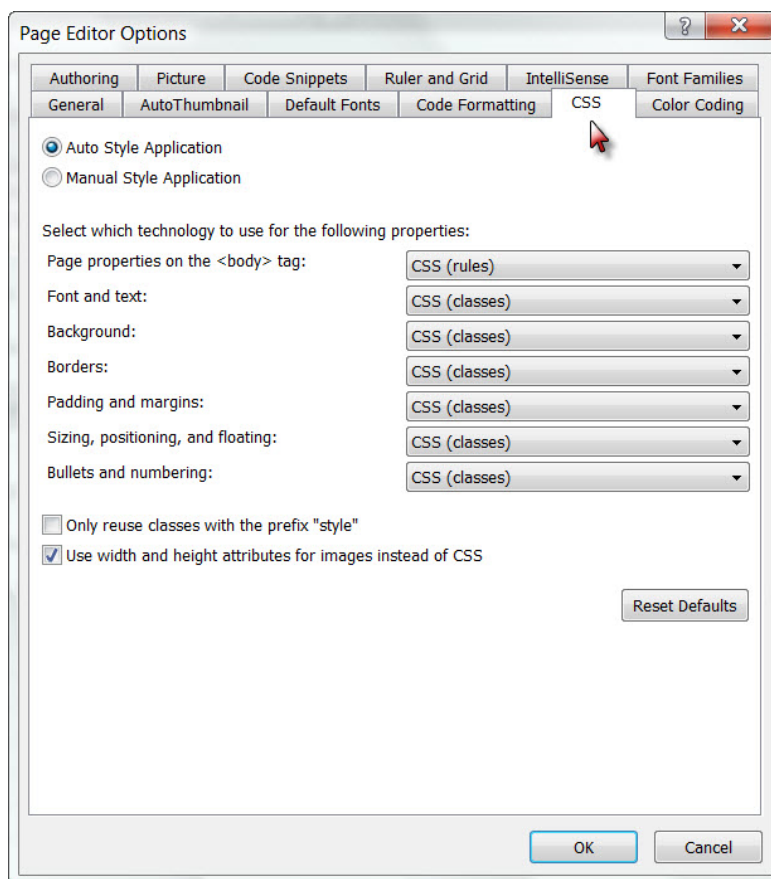 Page Editor Options
?
Authoring Picture Code Snippets Ruler and Grid IntelliSense Font Families
General AutoThumbnail Default Fonts Code Formatting CSS Color Coding
Auto Style Application
Manual Style Application
Select which technology to use for the following properties:
Page properties on the <body> tag: CSS (rules)
Font and text: CSS (classes)
Background: CSS (classes)
Borders: CSS (classes)
Padding and margins: CSS (classes)
Sizing, positioning, and floating: CSS (classes)
Bullets and numbering: CSS (classes)
Only reuse classes with the prefix "style"
Use width and height attributes for images instead of CSS
Reset Defaults
OK Cancel